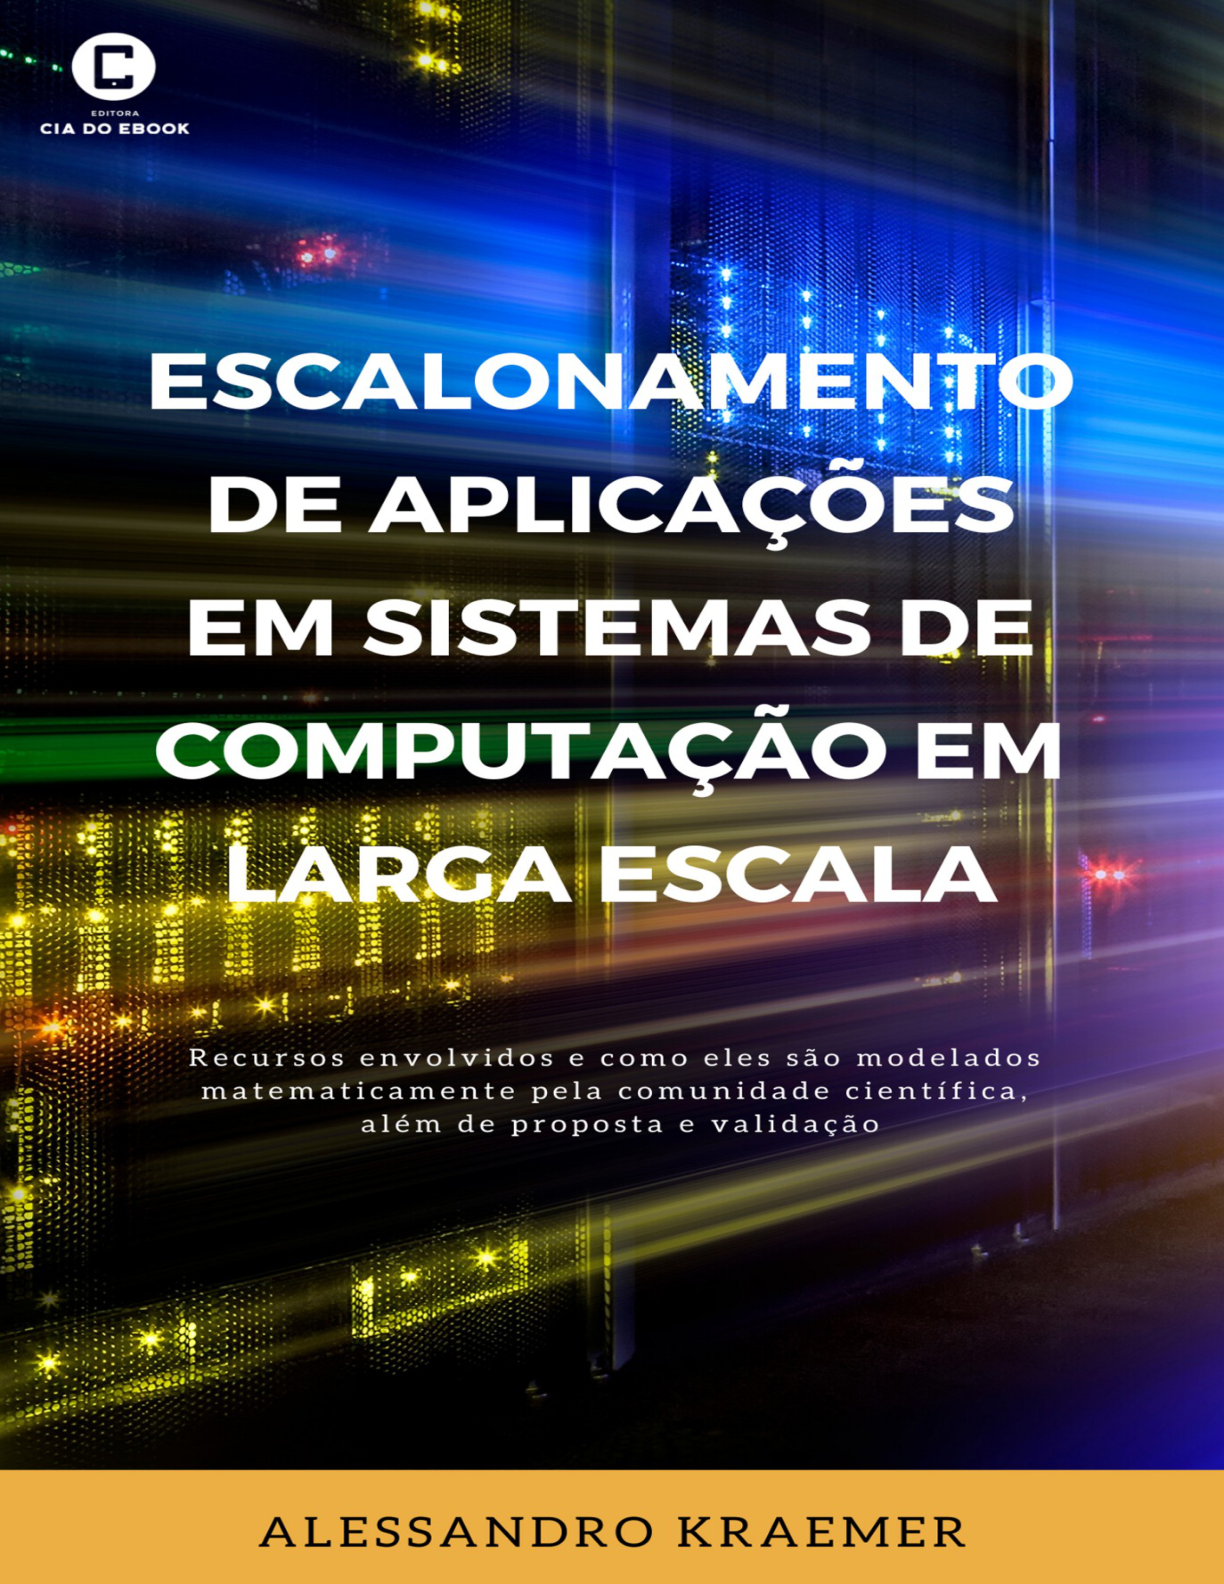 EDITORA
CIA DO EBOOK
ESCALONAMENTO
DE APLICAÇÕES
EM SISTEMAS DE
COMPUTAÇÃO EM
LARGA ESCALA
Recursos envolvidos e como eles são modelados
matematicamente pela comunidade científica,
além de proposta e validação
ALESSANDRO KRAEMER